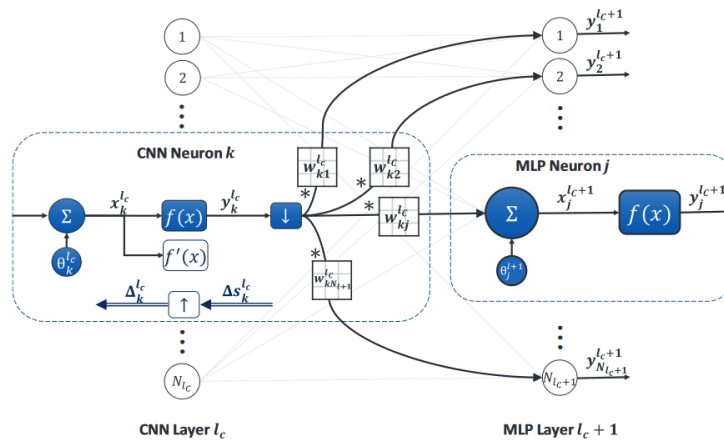 1
1
y_1^{l_C+1}
2
2
y_2^{l_C+1}
CNN Neuron k
w_{k1}^{l_C}
w_{k2}^{l_C}
*
*
MLP Neuron j
x_k^{l_C}
y_k^{l_C}
x_j^{l_C+1}
y_j^{l_C+1}
Σ
f(x)
↓
w_{kj}^{l_C}
Σ
f(x)
*
*
θ_k^{l_C}
f'(x)
w_{kN_{l+1}}^{l_C}
θ_j^{l+1}
Δ_k^{l_C}
↑
Δs_k^{l_C}
N_{l_C}
N_{l_C+1}
y_{N_{l_C+1}}^{l_C+1}
CNN Layer l_c
MLP Layer l_c + 1